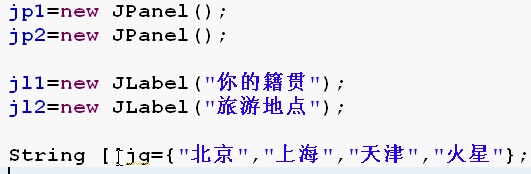 jp1=new JPanel();
jp2=new JPanel();
jl1=new JLabel("你的籍贯");
jl2=new JLabel("旅游地点");
String []jg={"北京","上海","天津","火星"};